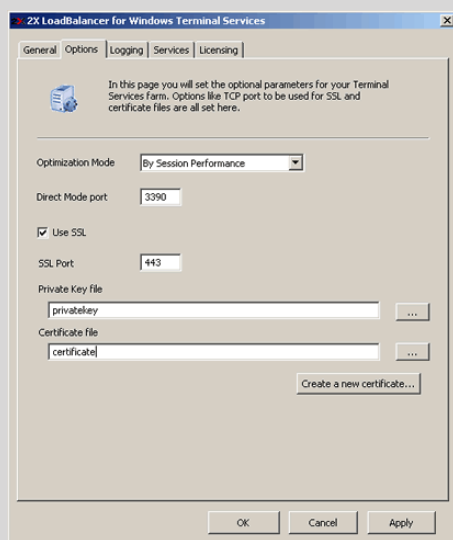 2X LoadBalancer for Windows Terminal Services
General Options Logging Services Licensing
In this page you will set the optional parameters for your Terminal
Services farm. Options like TCP port to be used for SSL and
certificate files are all set here.
Optimization Mode By Session Performance
Direct Mode port 3390
Use SSL
SSL Port 443
Private Key file
privatekey
...
Certificate file
certificate
...
Create a new certificate...
OK Cancel Apply